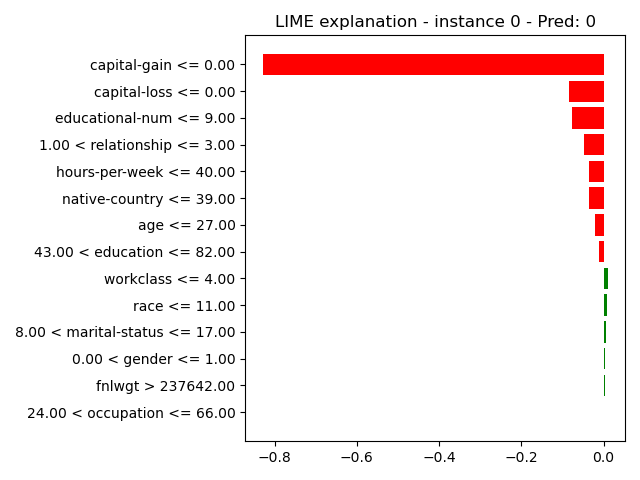 LIME explanation - instance 0 - Pred: 0
capital-gain <= 0.00
capital-loss <= 0.00
educational-num <= 9.00
1.00 < relationship <= 3.00
hours-per-week <= 40.00
native-country <= 39.00
age <= 27.00
43.00 < education <= 82.00
workclass <= 4.00
race <= 11.00
8.00 < marital-status <= 17.00
0.00 < gender <= 1.00
fnlwgt > 237642.00
24.00 < occupation <= 66.00
−0.8 −0.6 −0.4 −0.2 0.0